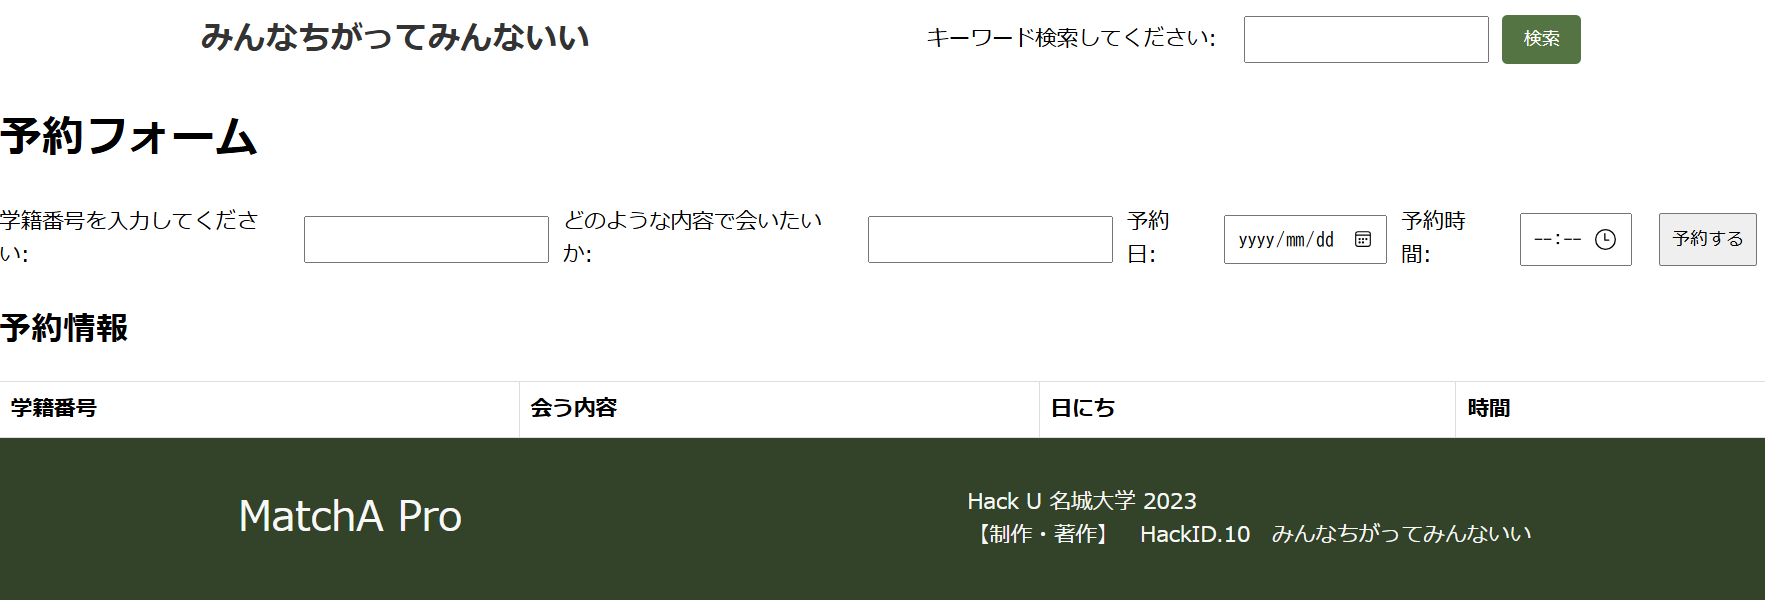 みんなちがってみんないい
キーワード検索してください:
検索
予約フォーム
学籍番号を入力してくださ
い:
どのような内容で会いたい
か:
予約
日:
yyyy/mm/dd
予約時
間:
--:--
予約する
予約情報
学籍番号
会う内容
日にち
時間
MatchA Pro
Hack U 名城大学 2023
【制作・著作】　HackID.10　みんなちがってみんないい